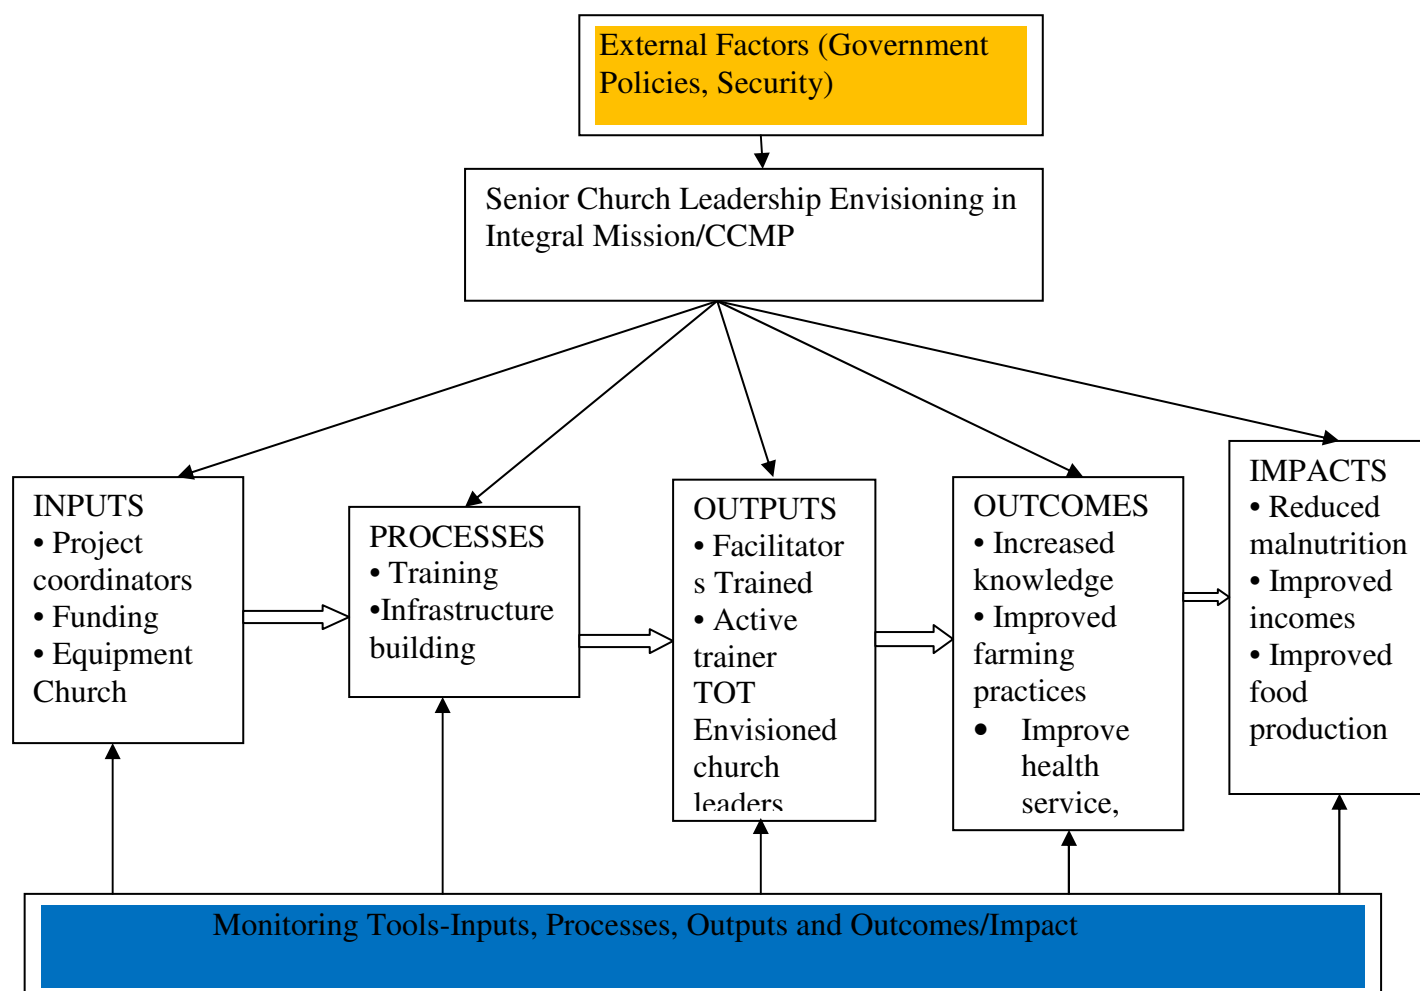 External Factors (Government
Policies, Security)
Senior Church Leadership Envisioning in
Integral Mission/CCMP
INPUTS
• Project
coordinators
• Funding
• Equipment
Church
PROCESSES
• Training
•Infrastructure
building
OUTPUTS
• Facilitator
s Trained
• Active
trainer
TOT
Envisioned
church
leaders
OUTCOMES
• Increased
knowledge
• Improved
farming
practices
• Improve
health
service,
IMPACTS
• Reduced
malnutrition
• Improved
incomes
• Improved
food
production
Monitoring Tools-Inputs, Processes, Outputs and Outcomes/Impact